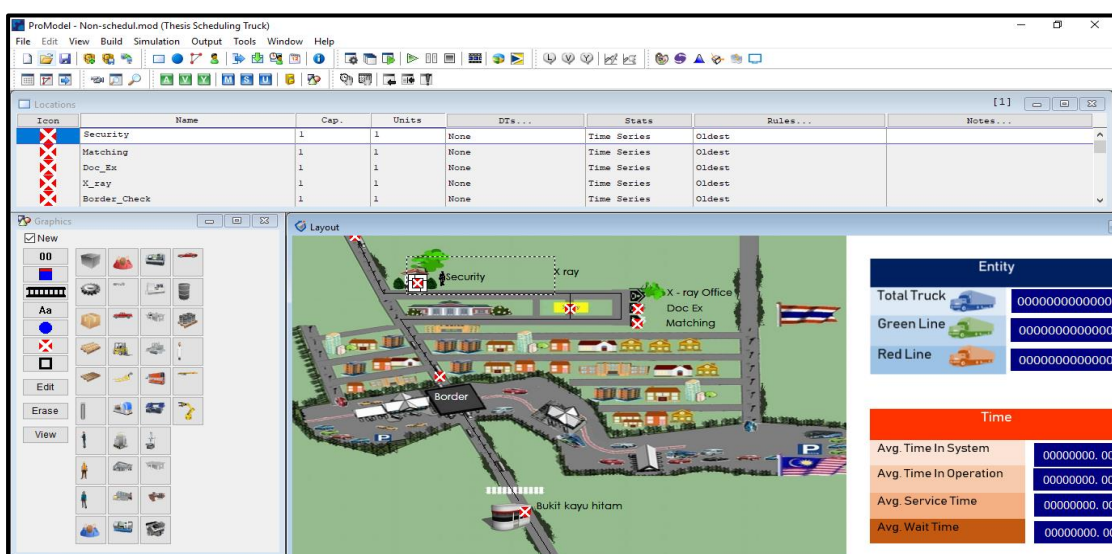 ProModel - Non-schedul.mod (Thesis Scheduling Truck)
File Edit View Build Simulation Output Tools Window Help
Locations [1]
Icon Name Cap. Units DTs... Stats Rules... Notes...
Security 1 1 None Time Series Oldest
Matching 1 1 None Time Series Oldest
Doc_Ex 1 1 None Time Series Oldest
X_ray 1 1 None Time Series Oldest
Border_Check 1 1 None Time Series Oldest
Graphics
New
00
Aa
Edit
Erase
View
Layout
Security
X ray
X - ray Office
Doc Ex
Matching
Border
P
P
Bukit kayu hitam
Entity
Total Truck 0000000000000
Green Line 0000000000000
Red Line 0000000000000
Time
Avg. Time In System 00000000. 00
Avg. Time In Operation 00000000. 00
Avg. Service Time 00000000. 00
Avg. Wait Time 00000000. 00